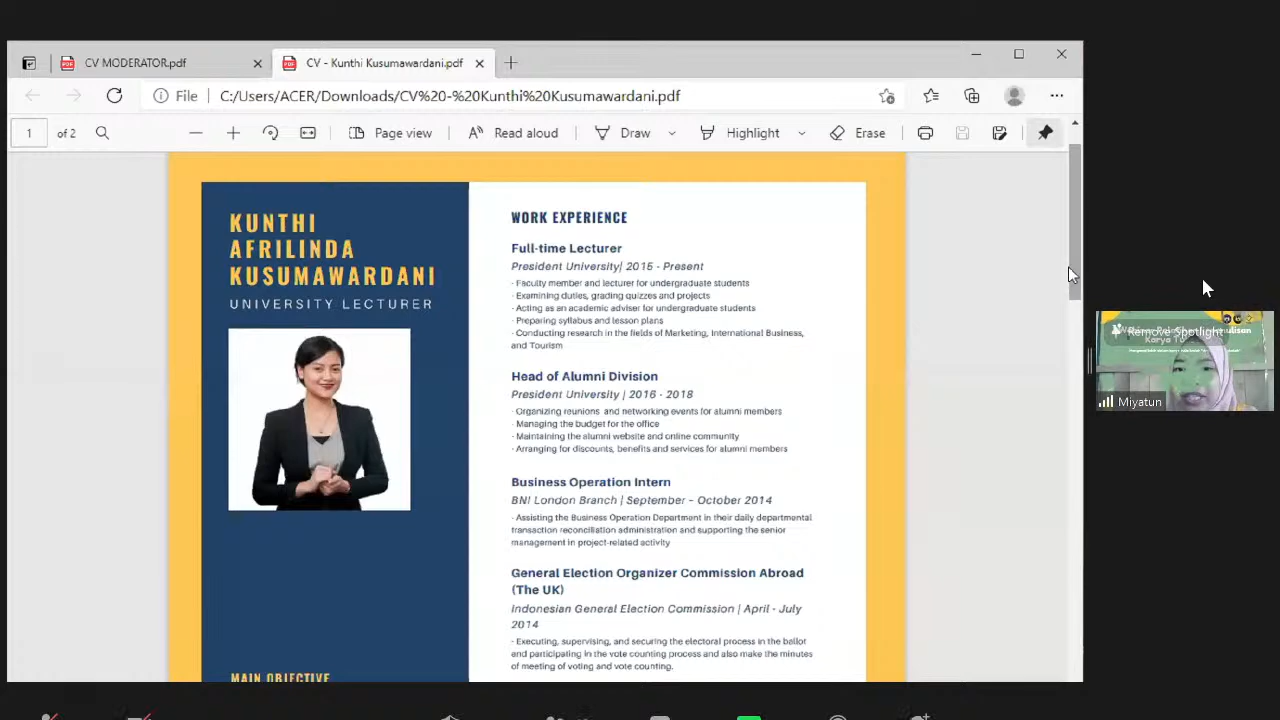 CV MODERATOR.pdf
CV - Kunthi Kusumawardani.pdf
File
C:/Users/ACER/Downloads/CV%20-%20Kunthi%20Kusumawardani.pdf
1 of 2
Page view
Read aloud
Draw
Highlight
Erase
KUNTHI
AFRILINDA
KUSUMAWARDANI
UNIVERSITY LECTURER
MAIN OBJECTIVE
WORK EXPERIENCE
Full-time Lecturer
President University| 2015 - Present
· Faculty member and lecturer for undergraduate students
· Examining duties, grading quizzes and projects
· Acting as an academic adviser for undergraduate students
· Preparing syllabus and lesson plans
· Conducting research in the fields of Marketing, International Business,
and Tourism
Head of Alumni Division
President University | 2016 - 2018
· Organizing reunions and networking events for alumni members
· Managing the budget for the office
· Maintaining the alumni website and online community
· Arranging for discounts, benefits and services for alumni members
Business Operation Intern
BNI London Branch | September – October 2014
· Assisting the Business Operation Department in their daily departmental
transaction reconciliation administration and supporting the senior
management in project-related activity
General Election Organizer Commission Abroad
(The UK)
Indonesian General Election Commission | April - July
2014
· Executing, supervising, and securing the electoral process in the ballot
and participating in the vote counting process and also make the minutes
of meeting of voting and vote counting.
Remove Spotlight
Miyatun